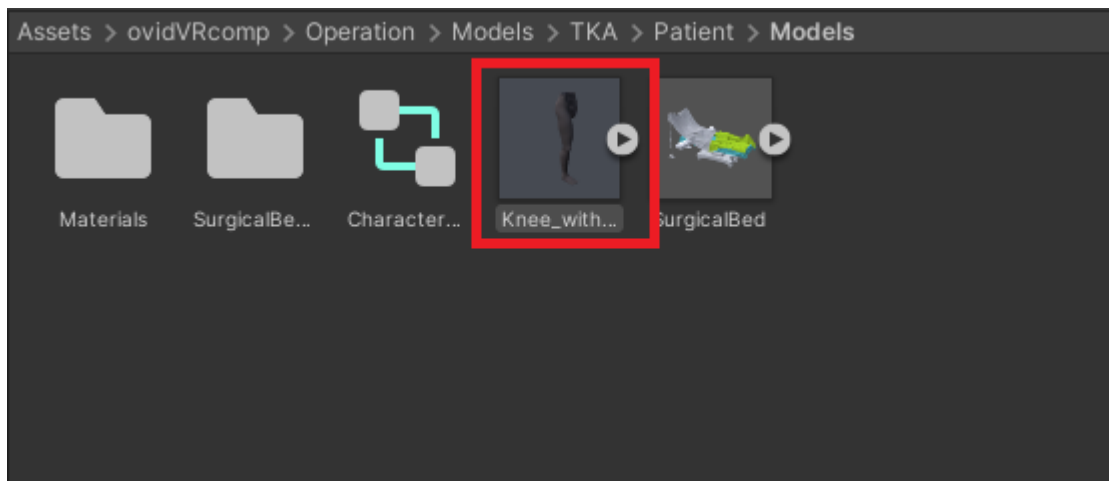 Assets > ovidVRcomp > Operation > Models > TKA > Patient > Models
Materials
SurgicalBe...
Character...
Knee_with...
SurgicalBed